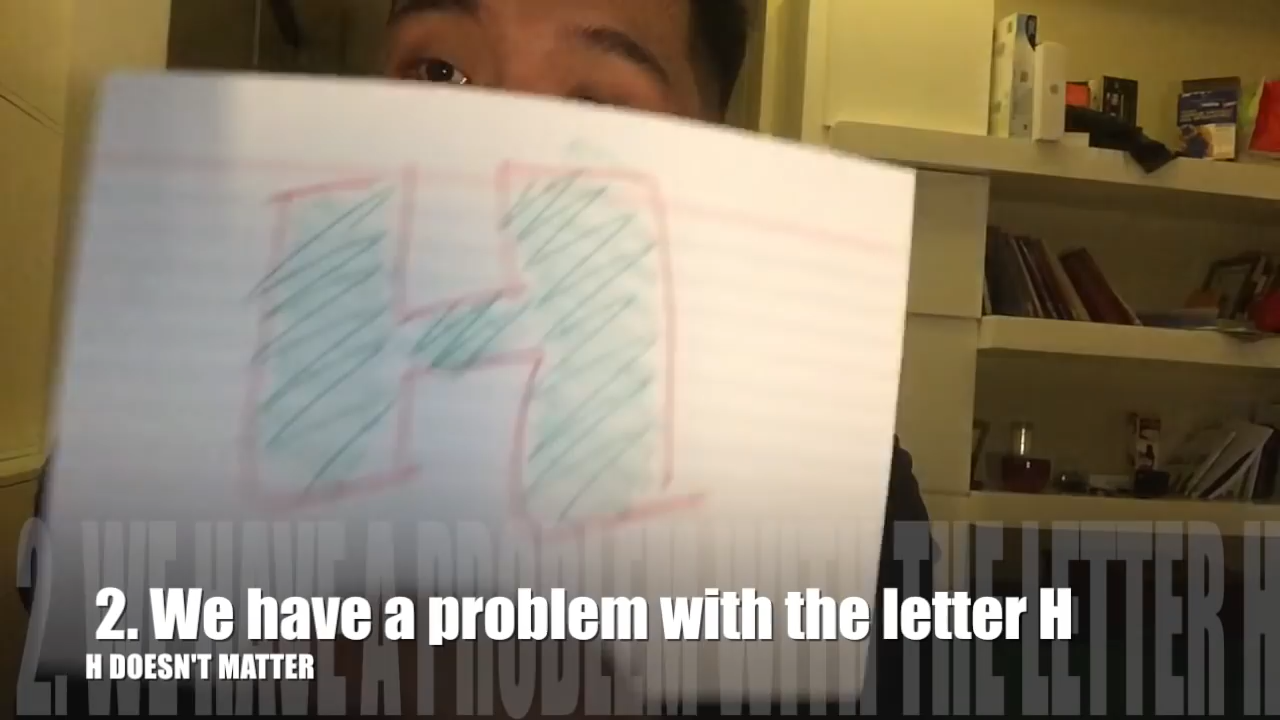 H
2. We have a problem with the letter H
H DOESN'T MATTER
2. WE HAVE A PROBLEM WITH THE LETTER H